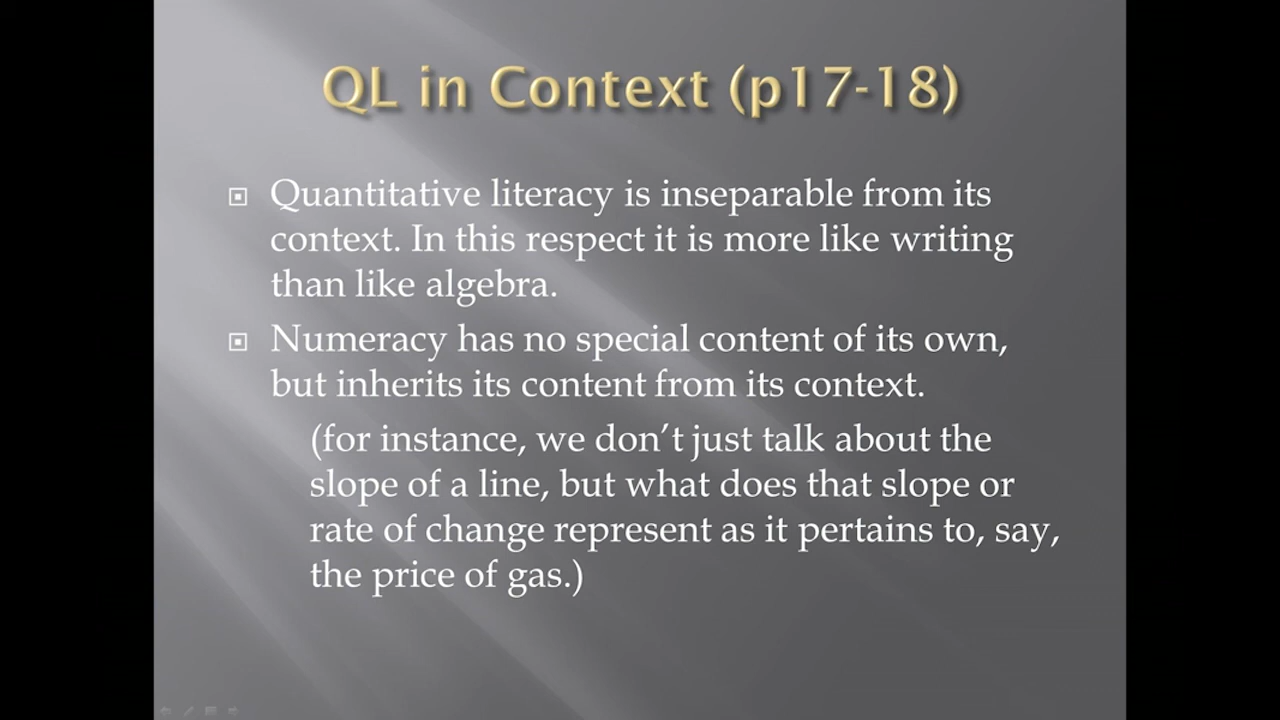 QL in Context (p17-18)
Quantitative literacy is inseparable from its
context. In this respect it is more like writing
than like algebra.
Numeracy has no special content of its own,
but inherits its content from its context.
(for instance, we don’t just talk about the
slope of a line, but what does that slope or
rate of change represent as it pertains to, say,
the price of gas.)